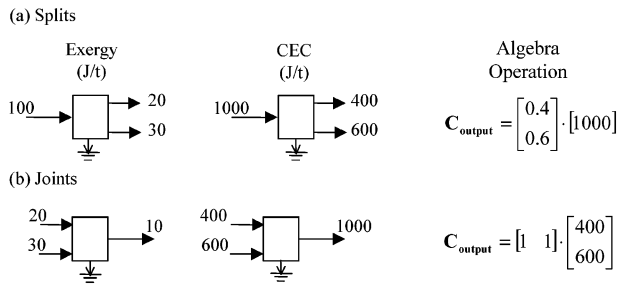 (a) Splits
Exergy
(J/t)
CEC
(J/t)
Algebra
Operation
100
20
30
1000
400
600
C_output = [0.4 0.6] · [1000]
(b) Joints
20
30
10
400
600
1000
C_output = [1 1] · [400 600]